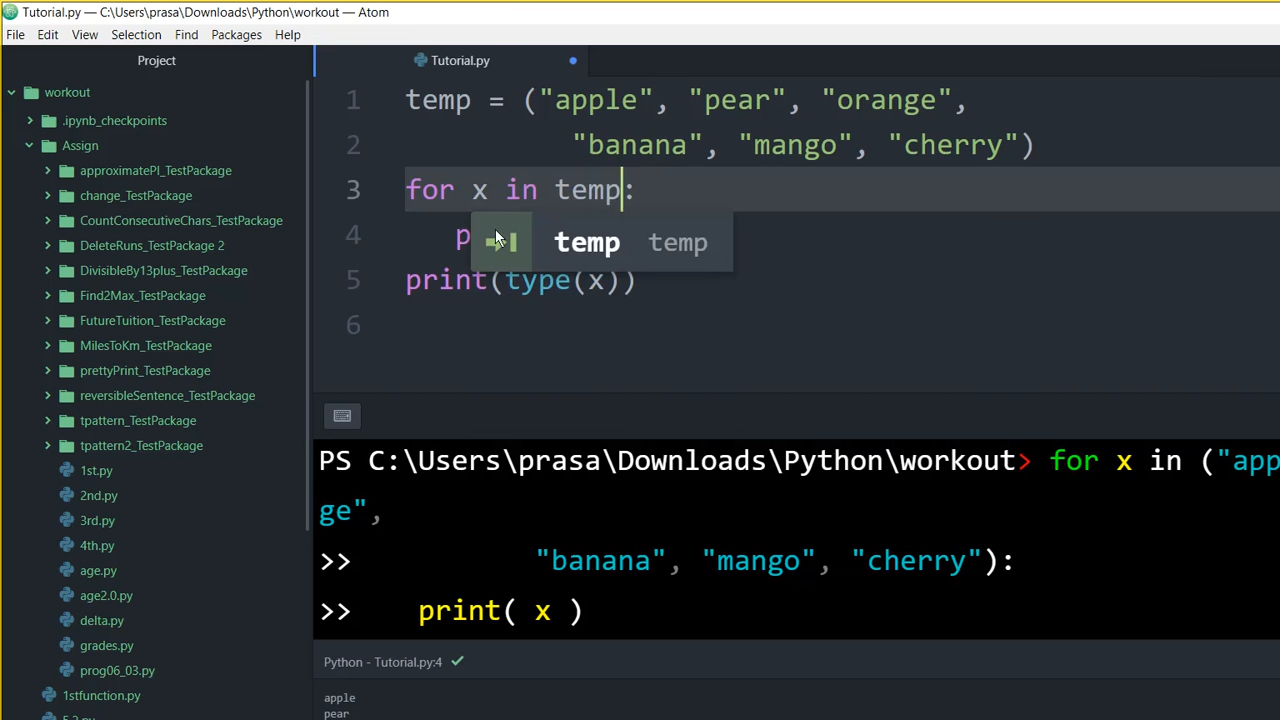 Tutorial.py — C:\Users\prasa\Downloads\Python\workout — Atom
File Edit View Selection Find Packages Help
Project
workout
.ipynb_checkpoints
Assign
approximatePI_TestPackage
change_TestPackage
CountConsecutiveChars_TestPackage
DeleteRuns_TestPackage 2
DivisibleBy13plus_TestPackage
Find2Max_TestPackage
FutureTuition_TestPackage
MilesToKm_TestPackage
prettyPrint_TestPackage
reversibleSentence_TestPackage
tpattern_TestPackage
tpattern2_TestPackage
1st.py
2nd.py
3rd.py
4th.py
age.py
age2.0.py
delta.py
grades.py
prog06_03.py
1stfunction.py
Tutorial.py
1 temp = ("apple", "pear", "orange",
2 "banana", "mango", "cherry")
3 for x in temp:
4 p
temp temp
5 print(type(x))
6
PS C:\Users\prasa\Downloads\Python\workout> for x in ("app
ge",
>> "banana", "mango", "cherry"):
>> print( x )
Python - Tutorial.py:4
apple
pear